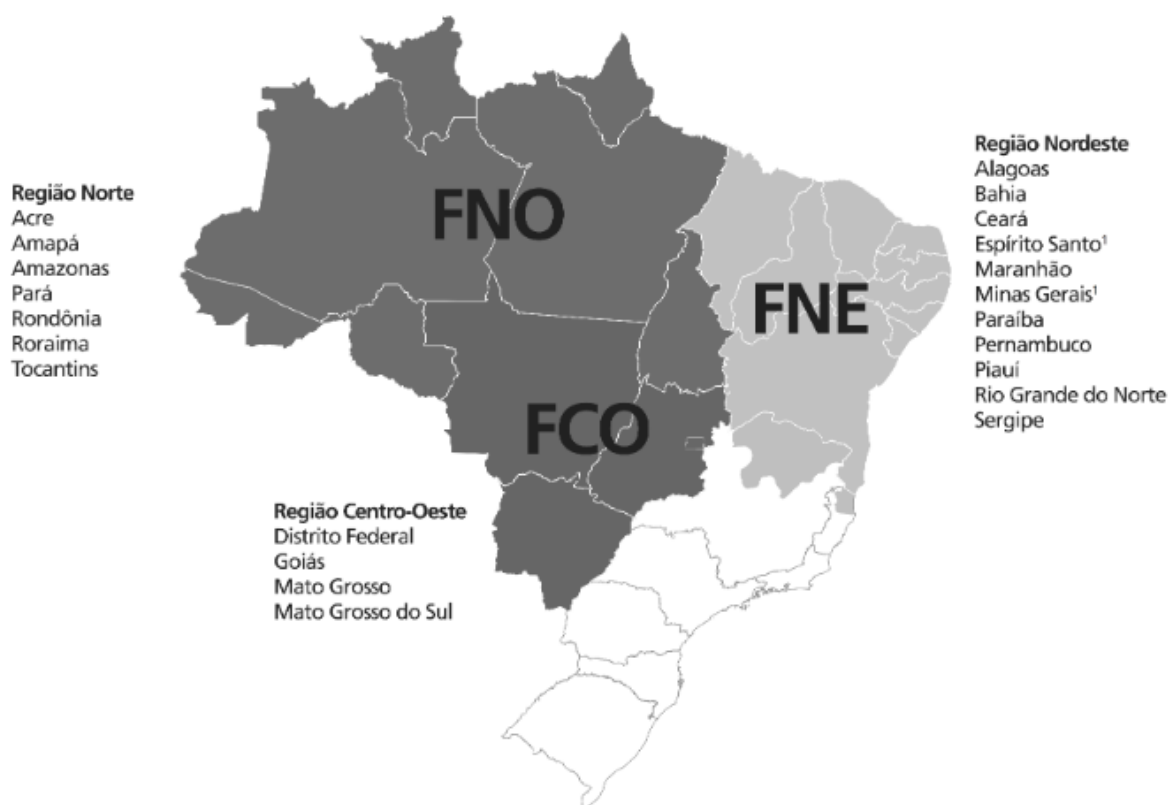 Região Norte
Acre
Amapá
Amazonas
Pará
Rondônia
Roraima
Tocantins
FNO
FNE
FCO
Região Nordeste
Alagoas
Bahia
Ceará
Espírito Santo¹
Maranhão
Minas Gerais¹
Paraíba
Pernambuco
Piauí
Rio Grande do Norte
Sergipe
Região Centro-Oeste
Distrito Federal
Goiás
Mato Grosso
Mato Grosso do Sul